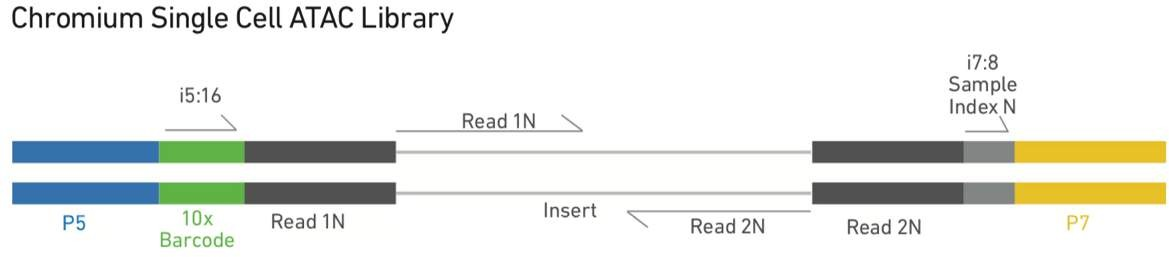 Chromium Single Cell ATAC Library
i7:8
Sample
Index N
i5:16
Read 1N
P5
10x
Barcode
Read 1N
Insert
Read 2N
Read 2N
P7